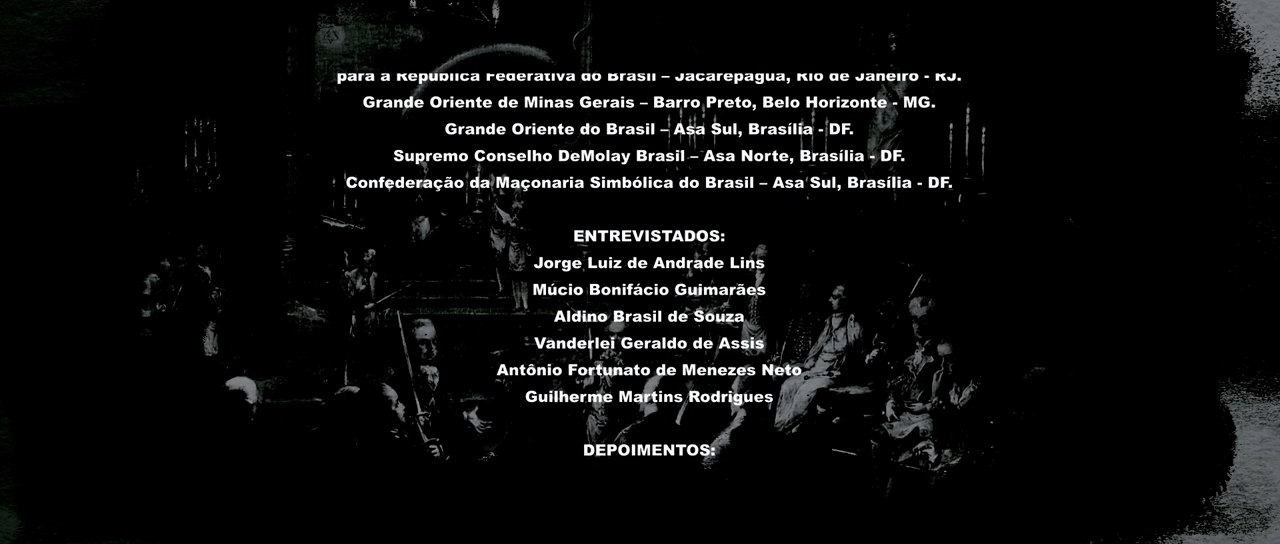 para a República Federativa do Brasil – Jacarepaguá, Rio de Janeiro - RJ.
Grande Oriente de Minas Gerais – Barro Preto, Belo Horizonte - MG.
Grande Oriente do Brasil – Asa Sul, Brasília - DF.
Supremo Conselho DeMolay Brasil – Asa Norte, Brasília - DF.
Confederação da Maçonaria Simbólica do Brasil – Asa Sul, Brasília - DF.
ENTREVISTADOS:
Jorge Luiz de Andrade Lins
Múcio Bonifácio Guimarães
Aldino Brasil de Souza
Vanderlei Geraldo de Assis
Antônio Fortunato de Menezes Neto
Guilherme Martins Rodrigues
DEPOIMENTOS: